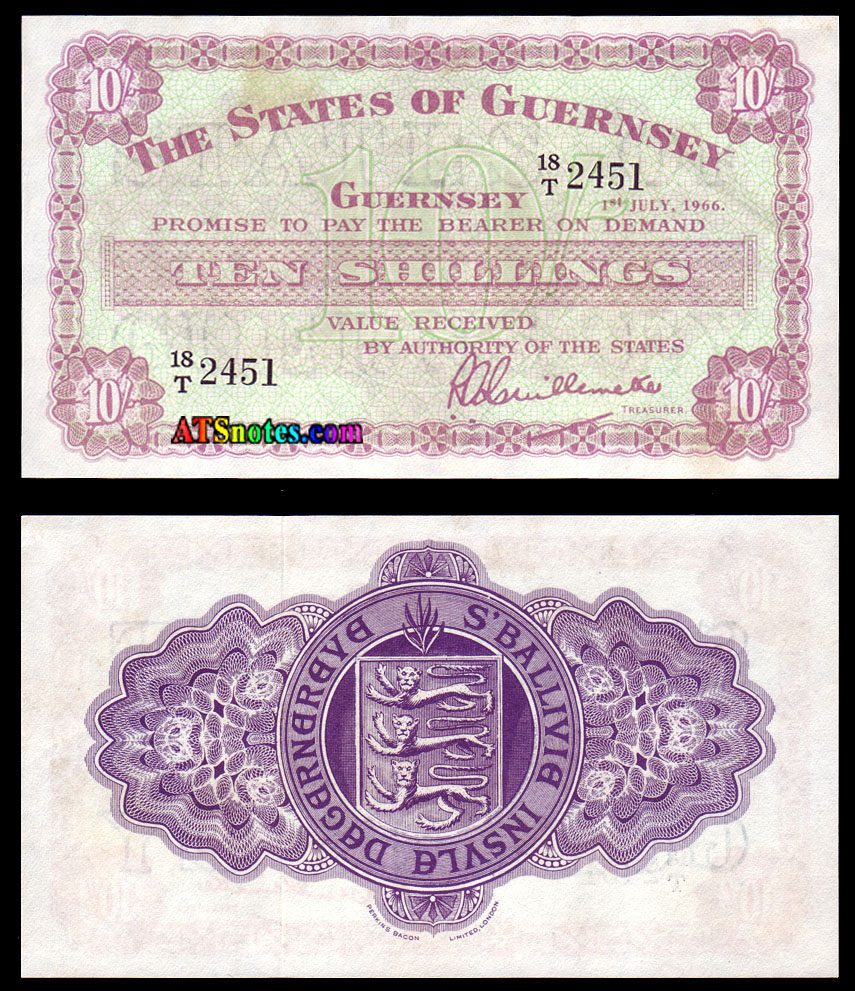 10/-
10/-
THE STATES OF GUERNSEY
18
T 2451
GUERNSEY
1st JULY, 1966.
PROMISE TO PAY THE BEARER ON DEMAND
TEN SHILLINGS
VALUE RECEIVED
BY AUTHORITY OF THE STATES
18
T 2451
TREASURER.
10/-
10/-
ATSnotes.com
S'BALLIVIE INSVLE DEGERNEREYE
PERKINS BACON LIMITED, LONDON